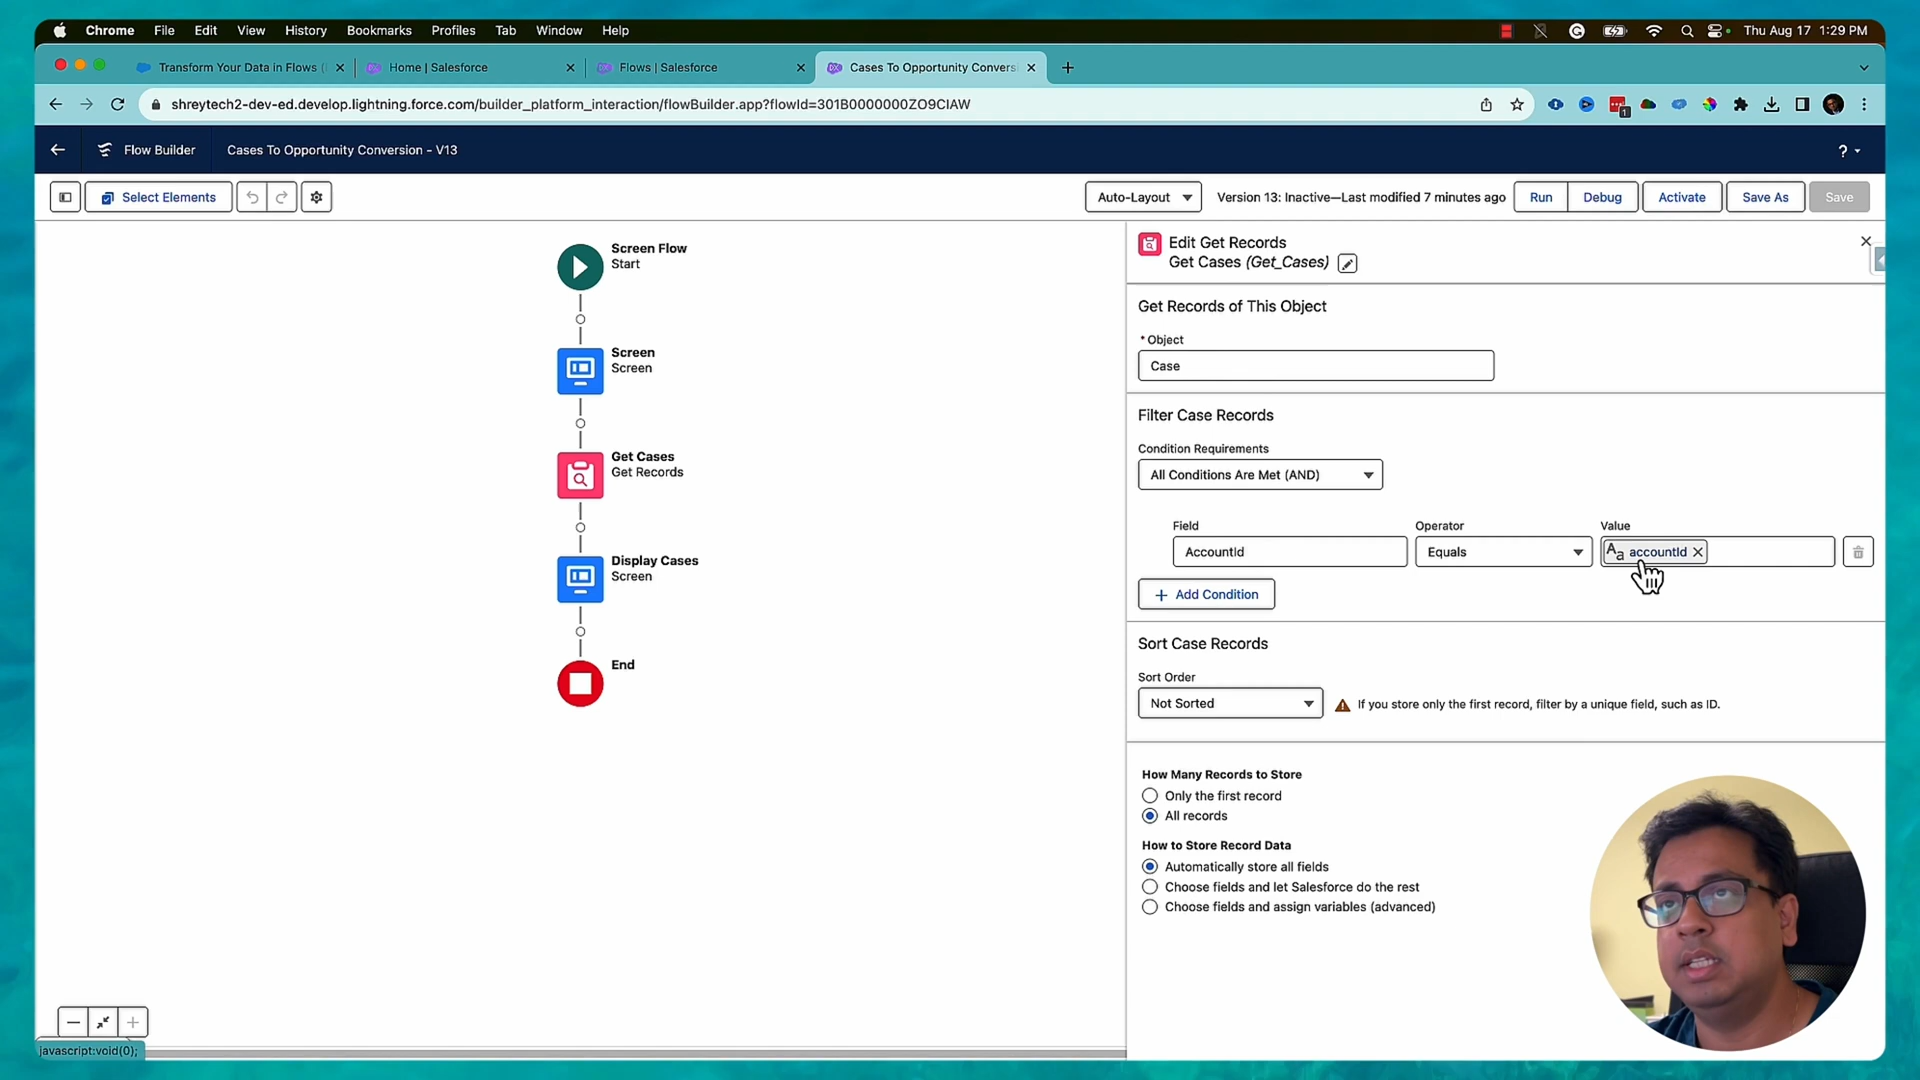 Chrome File Edit View History Bookmarks Profiles Tab Window Help Thu Aug 17 1:29 PM
Transform Your Data in Flows ( Home | Salesforce Flows | Salesforce Cases To Opportunity Convers
shreytech2-dev-ed.develop.lightning.force.com/builder_platform_interaction/flowBuilder.app?flowId=301B0000000ZO9CIAW 1
Flow Builder Cases To Opportunity Conversion - V13 ?
Select Elements Auto-Layout Version 13: Inactive—Last modified 7 minutes ago Run Debug Activate Save As Save
Screen Flow
Start
Screen
Screen
Get Cases
Get Records
Display Cases
Screen
End
Edit Get Records
Get Cases (Get_Cases)
Get Records of This Object
* Object
Case
Filter Case Records
Condition Requirements
All Conditions Are Met (AND)
Field Operator Value
AccountId Equals Aa accountId
+ Add Condition
Sort Case Records
Sort Order
Not Sorted If you store only the first record, filter by a unique field, such as ID.
How Many Records to Store
Only the first record
All records
How to Store Record Data
Automatically store all fields
Choose fields and let Salesforce do the rest
Choose fields and assign variables (advanced)
javascript:void(0);